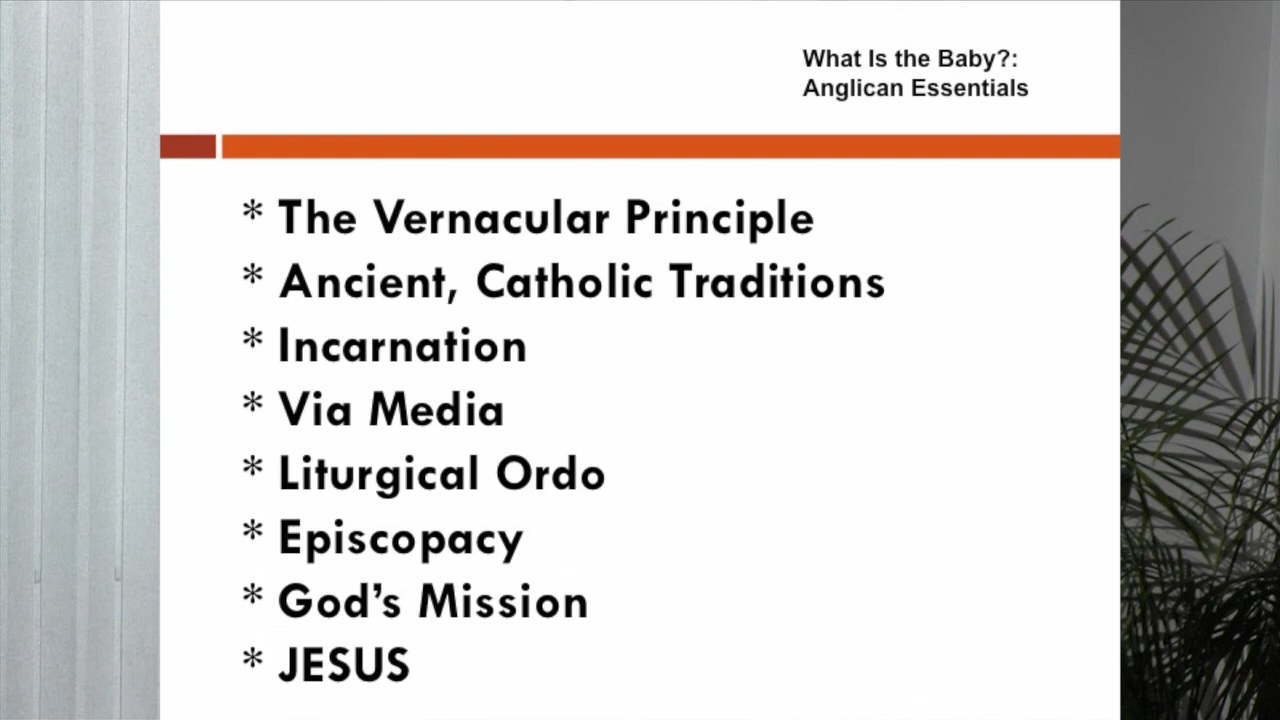 What Is the Baby?:
Anglican Essentials
* The Vernacular Principle
* Ancient, Catholic Traditions
* Incarnation
* Via Media
* Liturgical Ordo
* Episcopacy
* God’s Mission
* JESUS